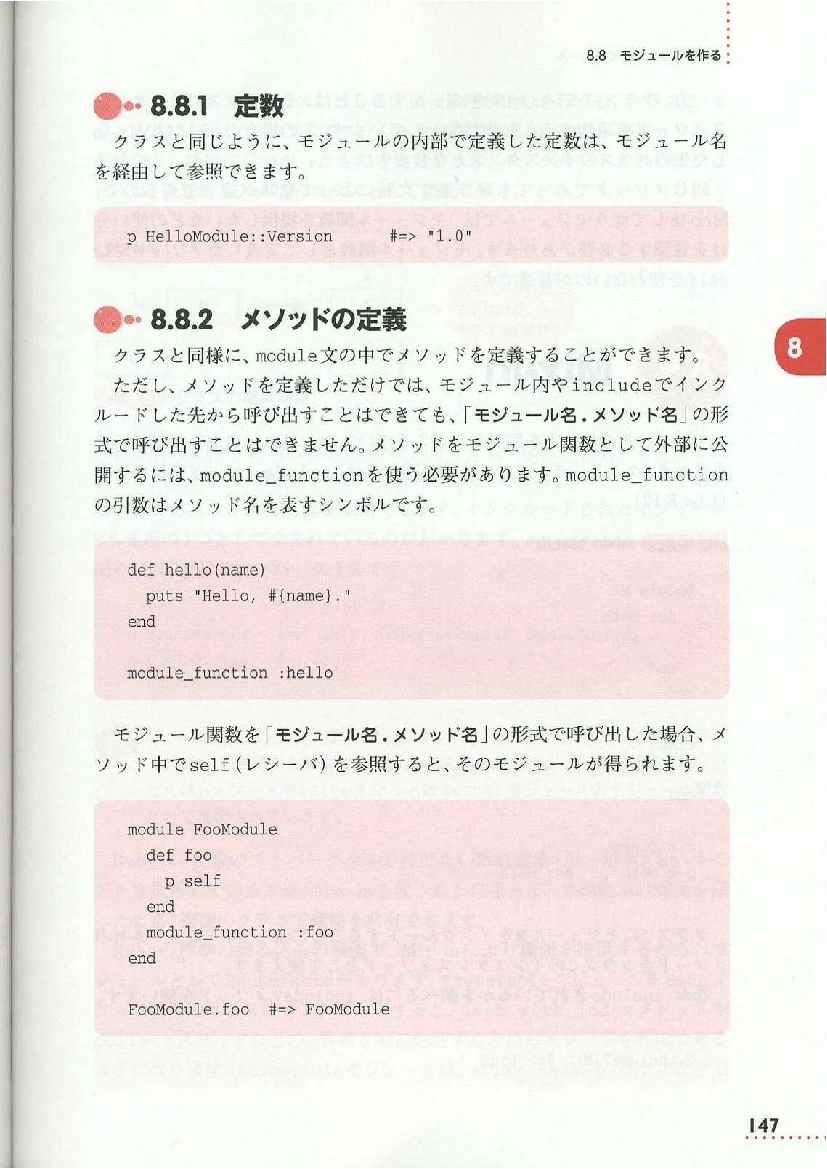 8.8 モジュールを作る
8.8.1 定数
クラスと同じように、モジュールの内部で定義した定数は、モジュール名
を経由して参照できます。
p HelloModule::Version #=> "1.0"
8.8.2 メソッドの定義
8
クラスと同様に、module文の中でメソッドを定義することができます。
ただし、メソッドを定義しただけでは、モジュール内やincludeでインク
ルードした先から呼び出すことはできても、「モジュール名.メソッド名」の形
式で呼び出すことはできません。メソッドをモジュール関数として外部に公
開するには、module_functionを使う必要があります。module_function
の引数はメソッド名を表すシンボルです。
def hello(name)
puts "Hello, #{name}."
end
module_function :hello
モジュール関数を「モジュール名.メソッド名」の形式で呼び出した場合、メ
ソッド中でself(レシーバ)を参照すると、そのモジュールが得られます。
module FooModule
def foo
p self
end
module_function :foo
end
FooModule.foo #=> FooModule
147